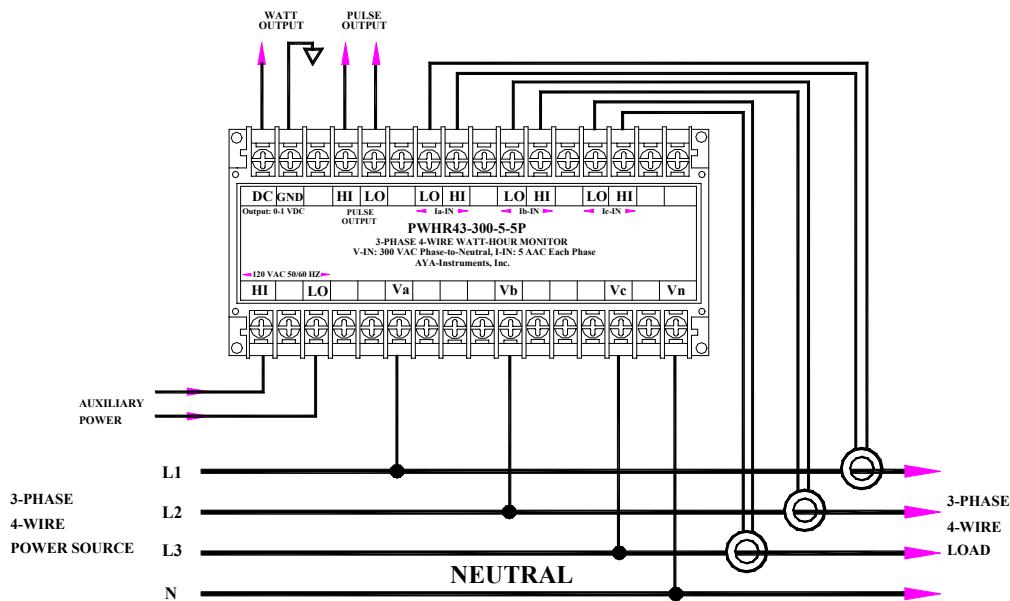 WATT
OUTPUT
PULSE
OUTPUT
DC GND HI LO LO HI LO HI LO HI
Output: 0-1 VDC
PULSE
OUTPUT
Ia-IN Ib-IN Ic-IN
PWHR43-300-5-5P
3-PHASE 4-WIRE WATT-HOUR MONITOR
V-IN: 300 VAC Phase-to-Neutral, I-IN: 5 AAC Each Phase
AYA-Instruments, Inc.
120 VAC 50/60 HZ
HI LO Va Vb Vc Vn
AUXILIARY
POWER
L1
L2
L3
N
3-PHASE
4-WIRE
POWER SOURCE
NEUTRAL
3-PHASE
4-WIRE
LOAD